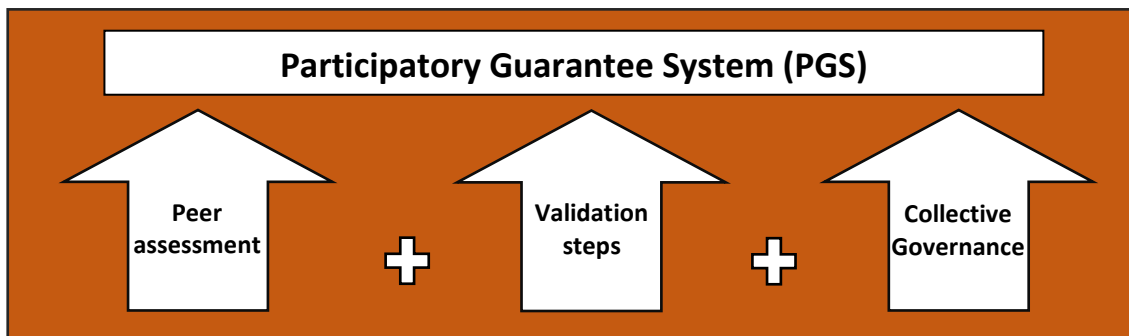 Participatory Guarantee System (PGS)
Peer
assessment
Validation
steps
Collective
Governance